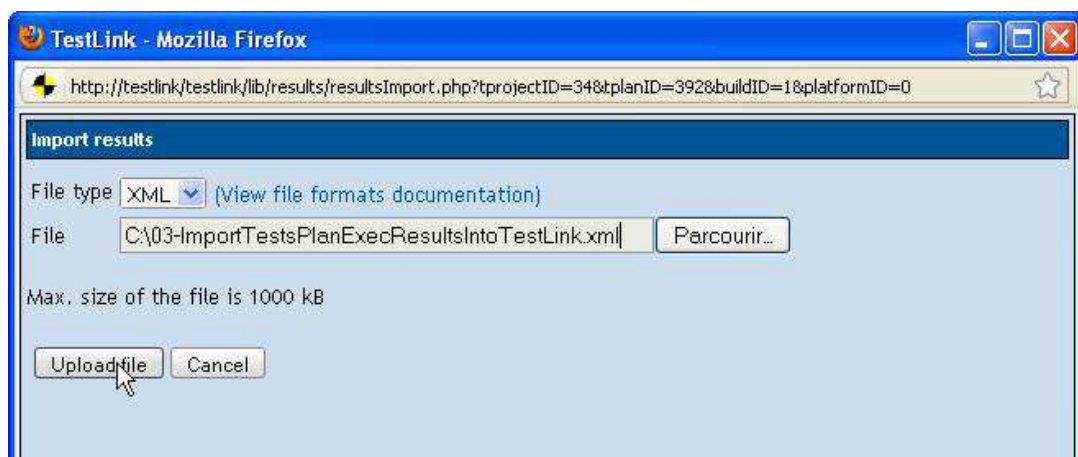 TestLink - Mozilla Firefox
http://testlink/testlink/lib/results/resultsImport.php?tprojectID=34&tplanID=392&buildID=1&platformID=0
Import results
File type XML (View file formats documentation)
File C:\03-ImportTestsPlanExecResultsIntoTestLink.xml Parcourir...
Max. size of the file is 1000 kB
Upload file Cancel